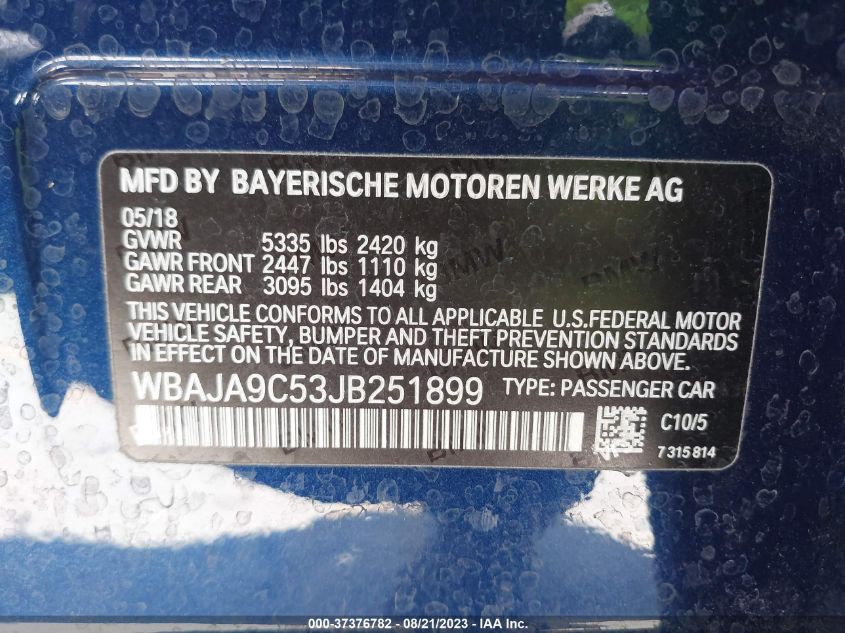 MFD BY BAYERISCHE MOTOREN WERKE AG
05/18
GVWR 5335 lbs 2420 kg
GAWR FRONT 2447 lbs 1110 kg
GAWR REAR 3095 lbs 1404 kg
THIS VEHICLE CONFORMS TO ALL APPLICABLE U.S.FEDERAL MOTOR
VEHICLE SAFETY, BUMPER AND THEFT PREVENTION STANDARDS
IN EFFECT ON THE DATE OF MANUFACTURE SHOWN ABOVE.
WBAJA9C53JB251899 TYPE: PASSENGER CAR
C10/5
7315814
000-37376782 - 08/21/2023 - IAA Inc.